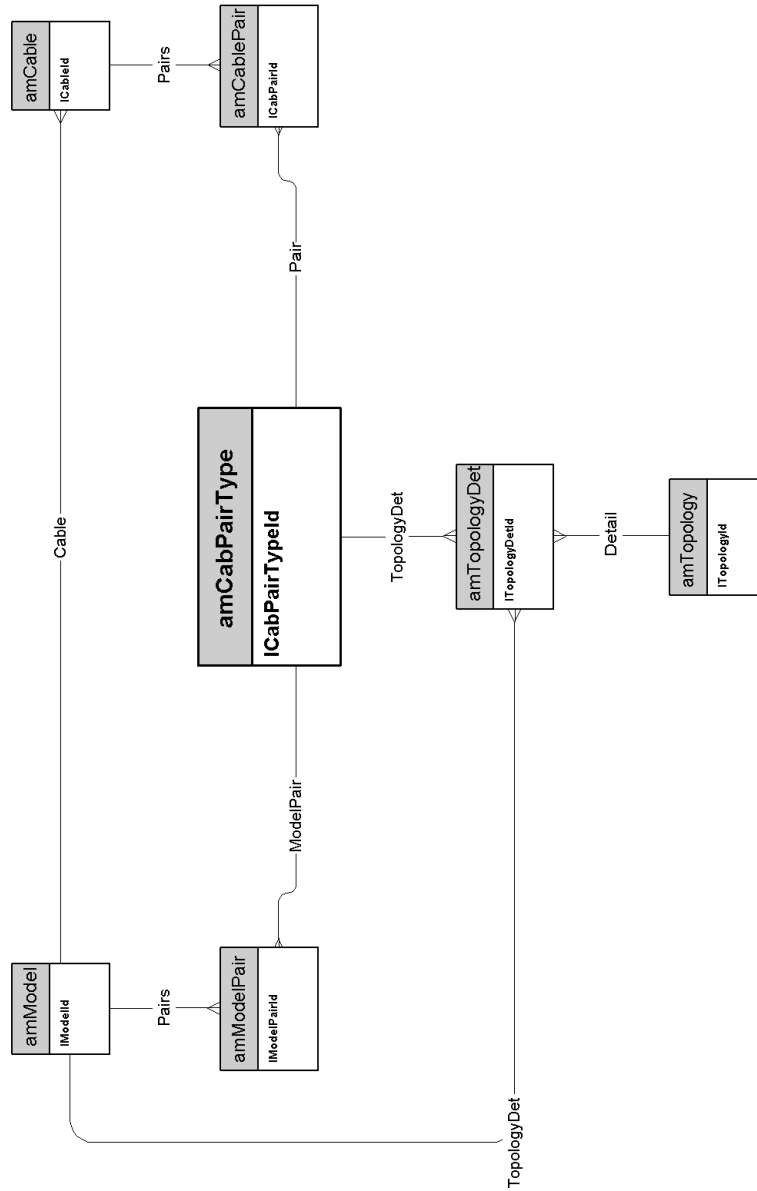 amModel
lModelId
Cable
amCable
lCableId
Pairs
Pairs
amModelPair
lModelPairId
amCabPairType
lCabPairTypeId
amCablePair
lCabPairId
ModelPair
Pair
TopologyDet
amTopologyDet
lTopologyDetId
TopologyDet
Detail
amTopology
lTopologyId